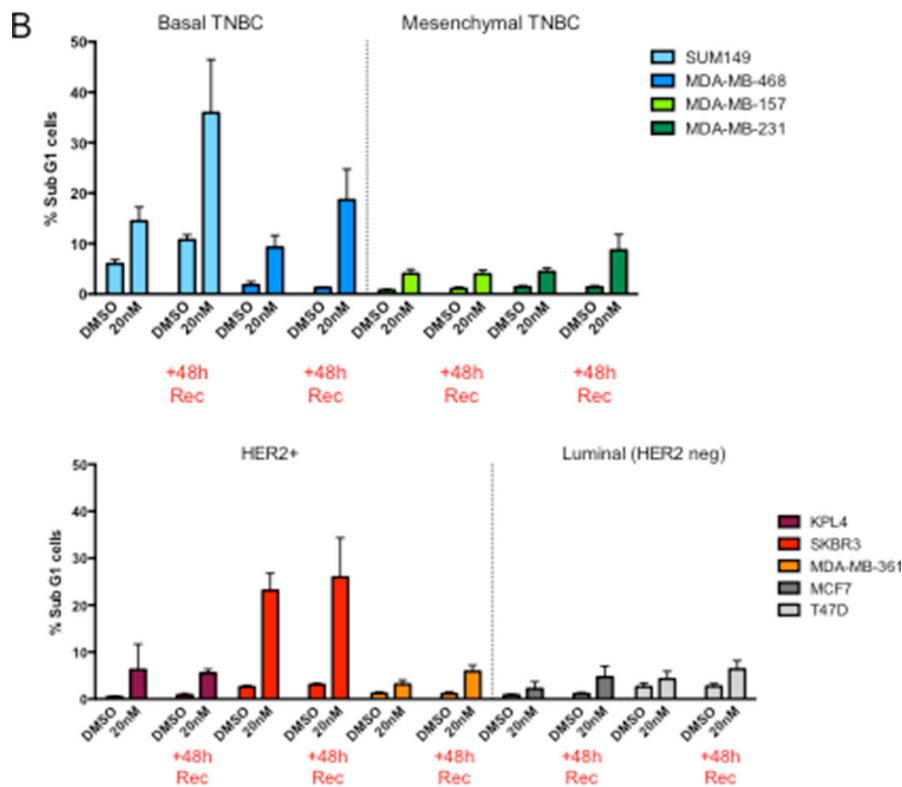 B
Basal TNBC
Mesenchymal TNBC
% Sub G1 cells
50
40
30
20
10
0
SUM149
MDA-MB-468
MDA-MB-157
MDA-MB-231
DMSO
20nM
DMSO
20nM
DMSO
20nM
DMSO
20nM
DMSO
20nM
DMSO
20nM
DMSO
20nM
DMSO
20nM
+48h
Rec
+48h
Rec
+48h
Rec
+48h
Rec
HER2+
Luminal (HER2 neg)
% Sub G1 cells
50
40
30
20
10
0
KPL4
SKBR3
MDA-MB-361
MCF7
T47D
DMSO
20nM
DMSO
20nM
DMSO
20nM
DMSO
20nM
DMSO
20nM
DMSO
20nM
DMSO
20nM
DMSO
20nM
DMSO
20nM
DMSO
20nM
+48h
Rec
+48h
Rec
+48h
Rec
+48h
Rec
+48h
Rec